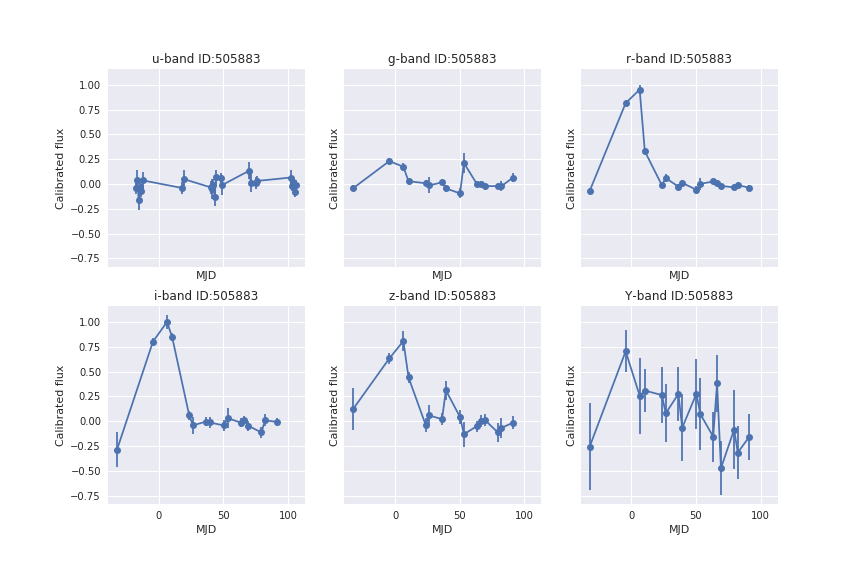 u-band ID:505883
g-band ID:505883
r-band ID:505883
1.00
0.75
0.50
0.25
0.00
−0.25
−0.50
−0.75
Calibrated flux
Calibrated flux
Calibrated flux
MJD
MJD
MJD
i-band ID:505883
z-band ID:505883
Y-band ID:505883
1.00
0.75
0.50
0.25
0.00
−0.25
−0.50
−0.75
Calibrated flux
Calibrated flux
Calibrated flux
0 50 100
0 50 100
0 50 100
MJD
MJD
MJD